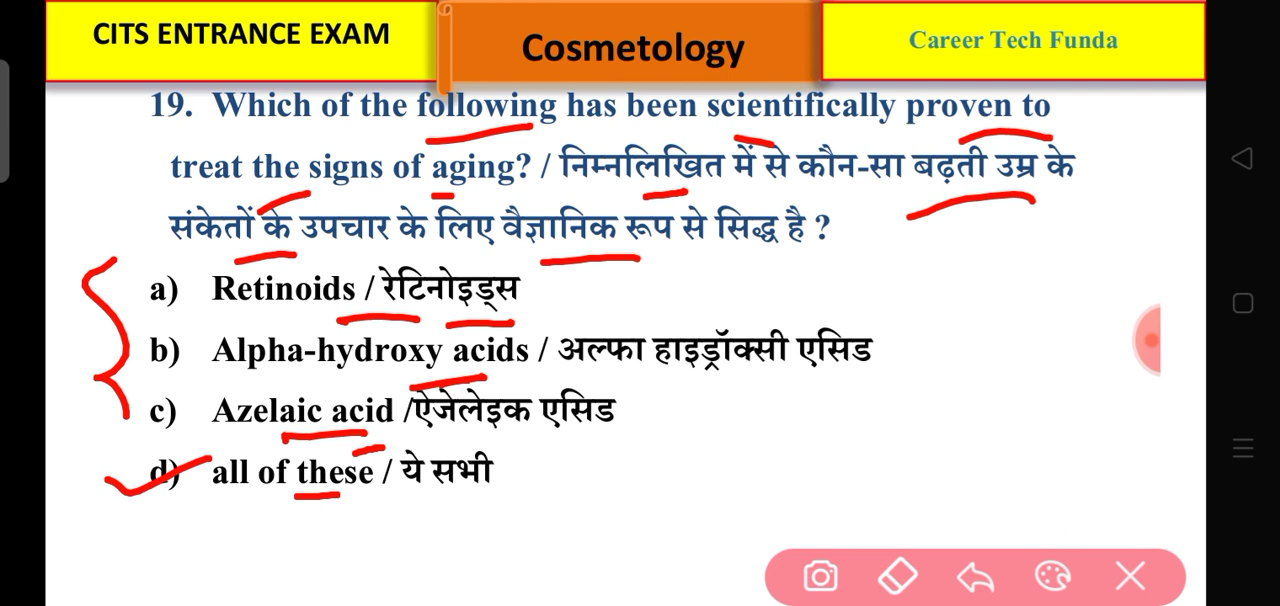 CITS ENTRANCE EXAM
Cosmetology
Career Tech Funda
19. Which of the following has been scientifically proven to
treat the signs of aging? / निम्नलिखित में से कौन-सा बढ़ती उम्र के
संकेतों के उपचार के लिए वैज्ञानिक रूप से सिद्ध है ?
a) Retinoids / रेटिनोइड्स
b) Alpha-hydroxy acids / अल्फा हाइड्रॉक्सी एसिड
c) Azelaic acid /ऐजेलेइक एसिड
d) all of these / ये सभी